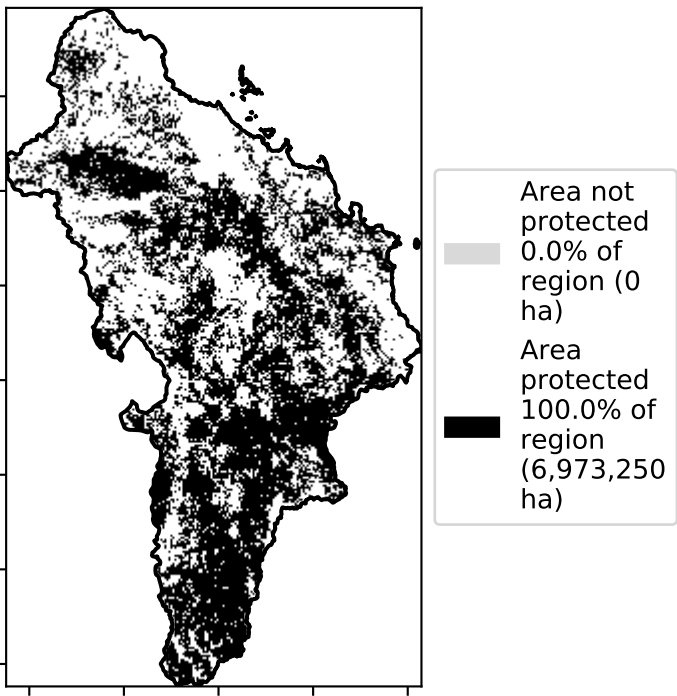 Area not
protected
0.0% of
region (0
ha)
Area
protected
100.0% of
region
(6,973,250
ha)